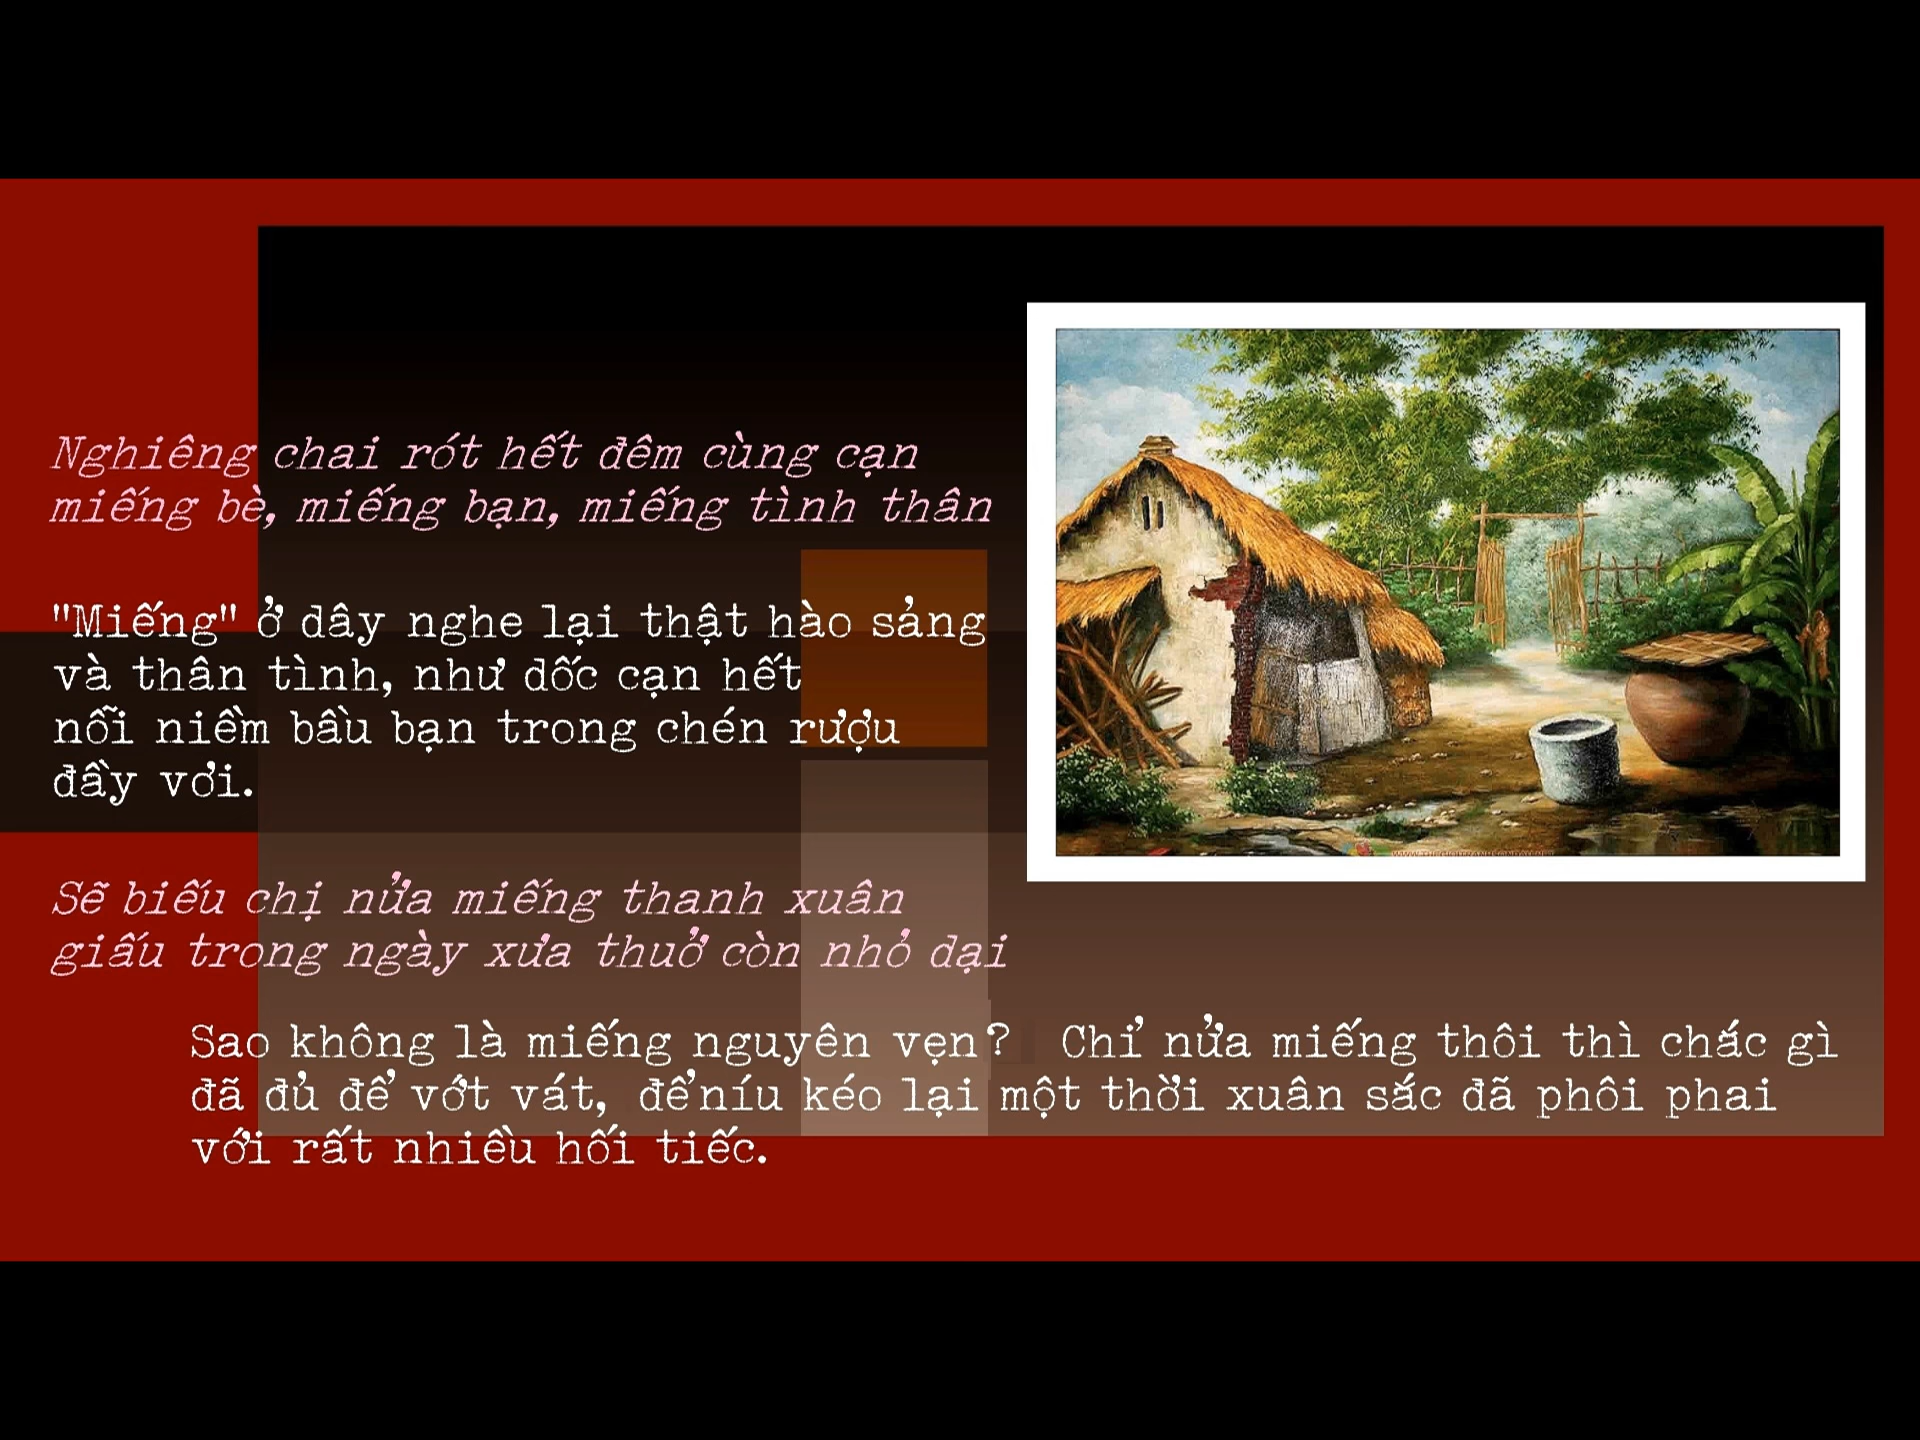 Nghiêng chai rót hết đêm cùng cạn
miếng bè, miếng bạn, miếng tình thân
"Miếng" ở dây nghe lại thật hào sảng
và thân tình, như dốc cạn hết
nỗi niềm bầu bạn trong chén rượu
đầy vơi.
Sẽ biếu chị nửa miếng thanh xuân
giấu trong ngày xưa thuở còn nhỏ dại
Sao không là miếng nguyên vẹn? Chỉ nửa miếng thôi thì chắc gì
đã đủ để vớt vát, để níu kéo lại một thời xuân sắc đã phôi phai
với rất nhiều hối tiếc.